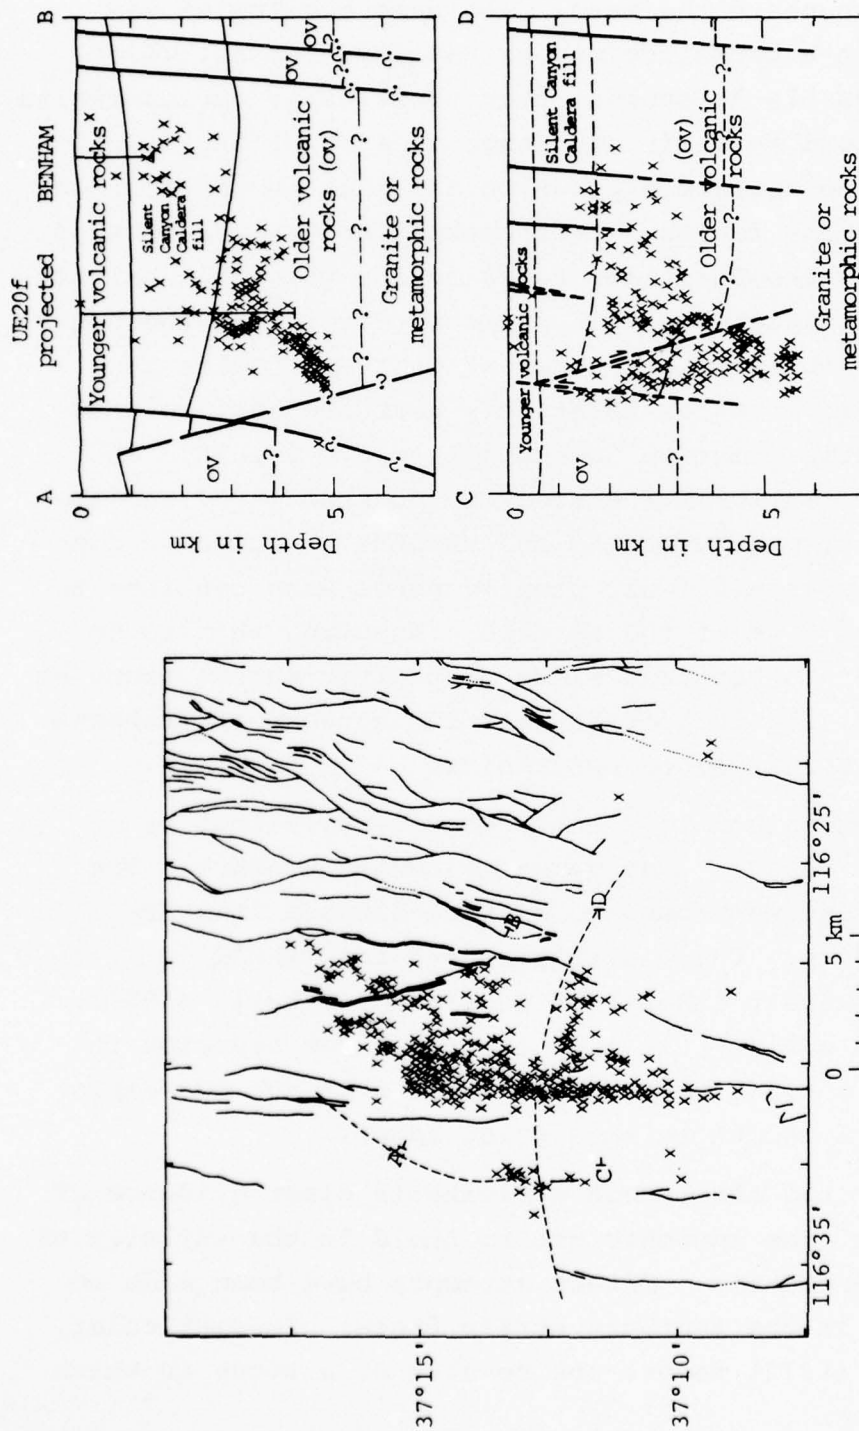 UE20f
projected BENHAM
A
B
0
5
Depth in km
Younger volcanic rocks
Silent
Canyon
Caldera
fill
Older volcanic
rocks (ov)
ov
ov
ov
Granite or
metamorphic rocks
?
?
?
?
?
?
?
?
?
?
?
?
?
?
C
D
0
5
Depth in km
Younger volcanic rocks
Silent Canyon
Caldera fill
ov
Older volcanic
(ov)
rocks
Granite or
metamorphic rocks
?
?
?
?
37°15'
37°10'
116°35'
116°25'
0
5 km
A
B
C
D